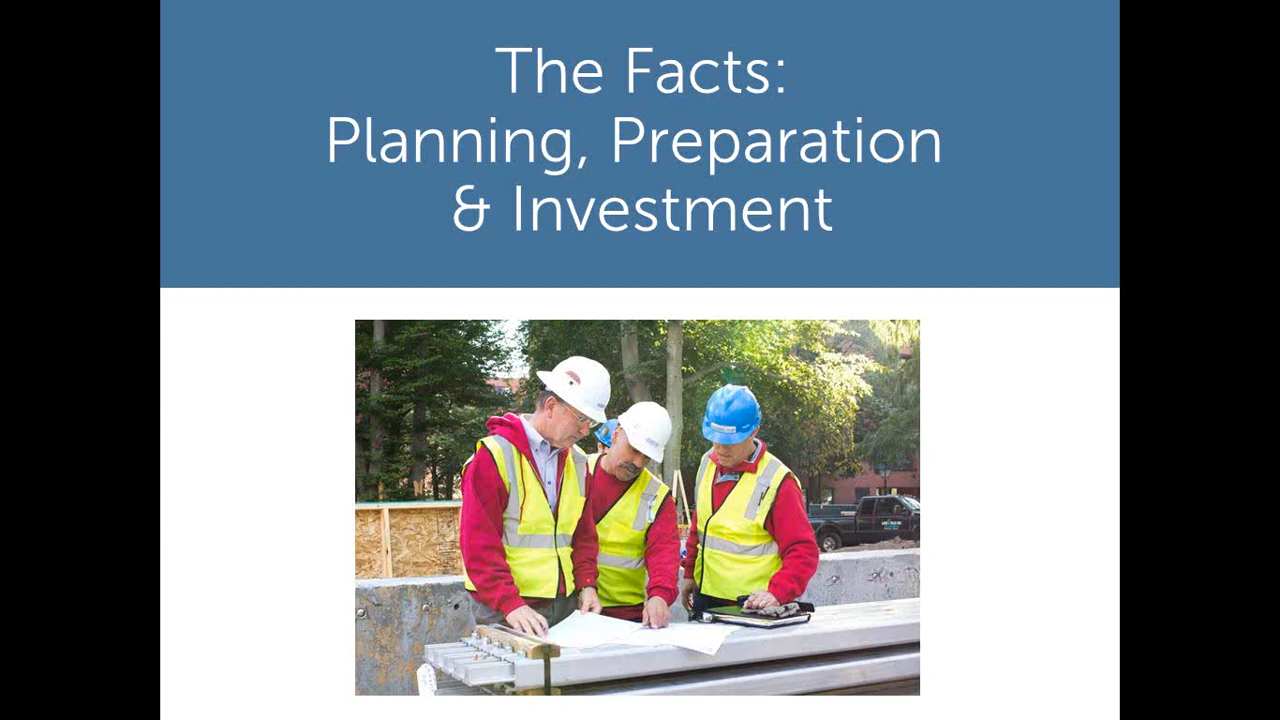 The Facts:
Planning, Preparation
& Investment